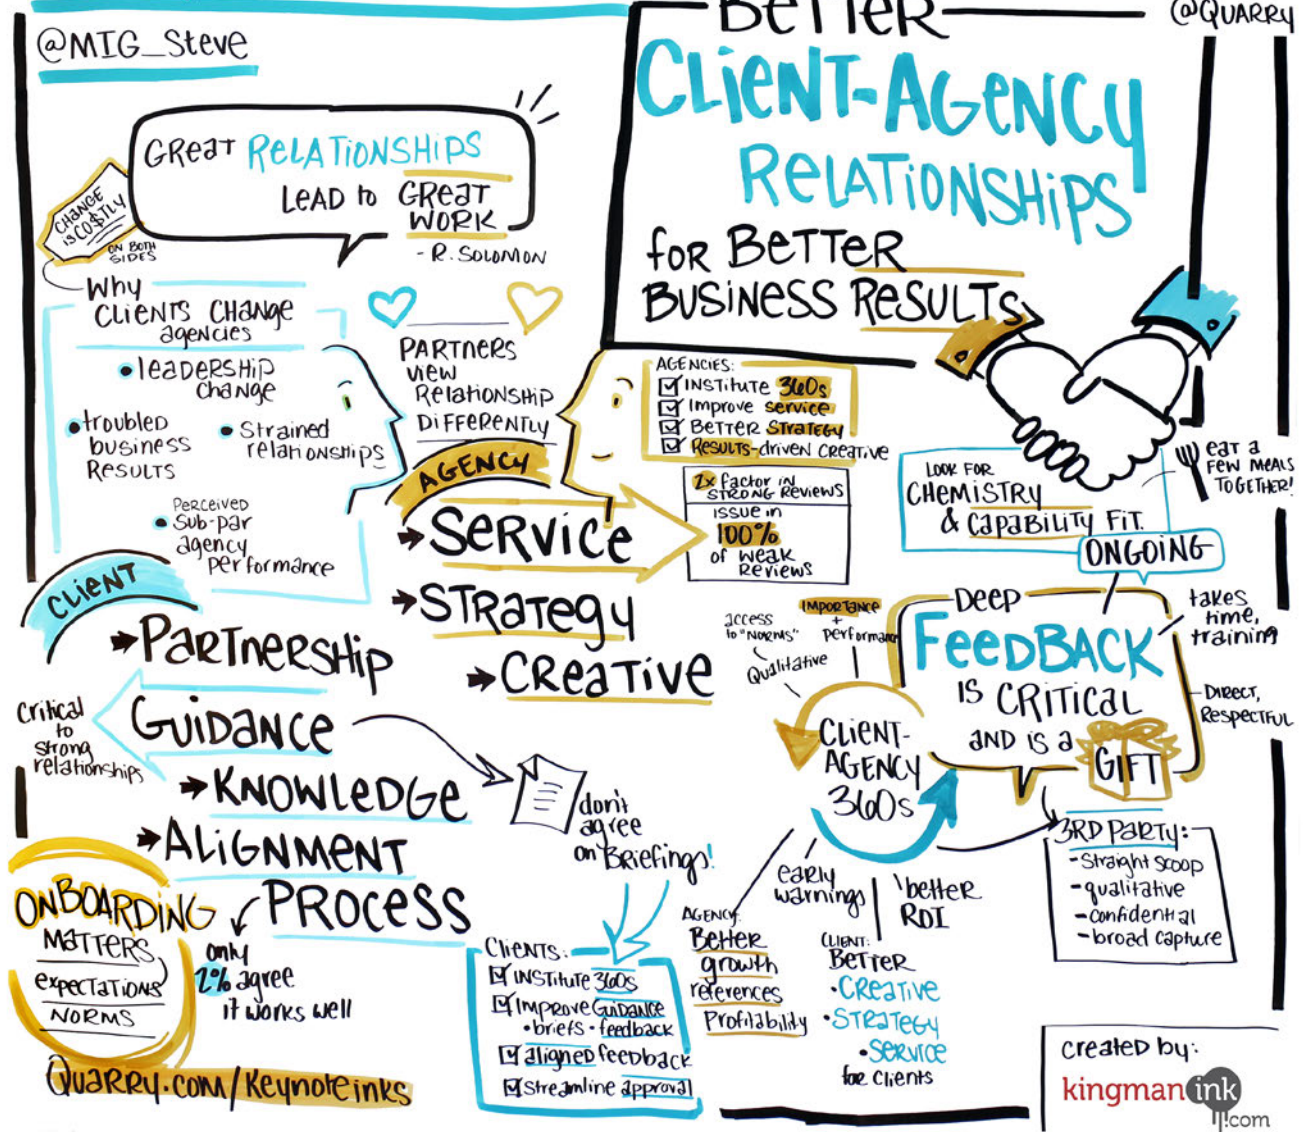 @MIG_Steve
BETTER
@QUARRY
CLiENT-AGENCY
RELATIONSHiPS
for BETTER
BUSiNESS RESULTS
GREAT RELATIONSHIPS
LEAD to GREAT
WORK
- R. SOLOMON
CHANGE
is CO$TLY
ON BOTH
SIDES
Why
CLIENTS CHANGE
agencies
• leadership
change
• troubled
business
RESULTS
• Strained
relationships
Perceived
• Sub-par
agency
performance
PARTNERS
view
Relationship
DiFFERENTLY
AGENCIES:
INSTITUTE 360s
Improve service
BETTER STRATEGY
RESULTS-driven CREATIVE
2x factor in
STRONG REVIEWS
ISSUE in
100%
of weak
Reviews
AGENCY
SERVICE
STRATEGY
CREATIVE
LOOK FOR
CHEMISTRY
& CAPABILITY FIT.
EAT a
FEW MEALS
TOGETHER!
ONGOING
CLIENT
PARTNERSHIP
GUIDANCE
KNOWLEDGE
ALIGNMENT
PROCESS
Critical
to
strong
relationships
don't
agree
on "Briefings!
access
to "NORMS"
Qualitative
IMPORTANCE
+
performance
CLIENT-
AGENCY
360s
DEEP
FEEDBACK
IS CRITICAL
AND is a
GIFT
takes
time,
training
DIRECT,
RESPECTFUL
3RD PARTY:
- Straight scoop
- qualitative
- confidential
- broad capture
early
warnings
better
ROI
AGENCY:
Better
growth
references
Profitability
CLIENT:
BETTER
• CREATIVE
• STRATEGY
• SERVICE
for clients
ONBOARDING
MATTERS
expectations
NORMS
only
2% agree
it works well
CLIENTS:
INSTITUTE 360s
IMPROVE GUIDANCE
• briefs • feedback
aligned feedback
streamline approval
QUARRY.com/Keynoteinks
created by:
kingman ink
.com